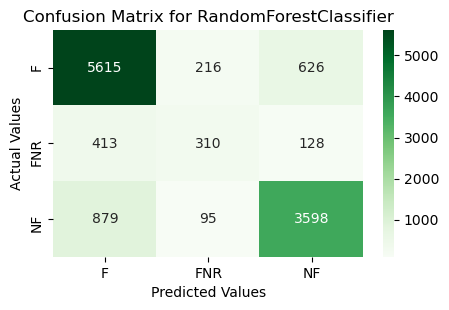 Confusion Matrix for RandomForestClassifier
Actual Values
F
5615 216 626
FNR
413 310 128
NF
879 95 3598
F FNR NF
Predicted Values
5000
4000
3000
2000
1000